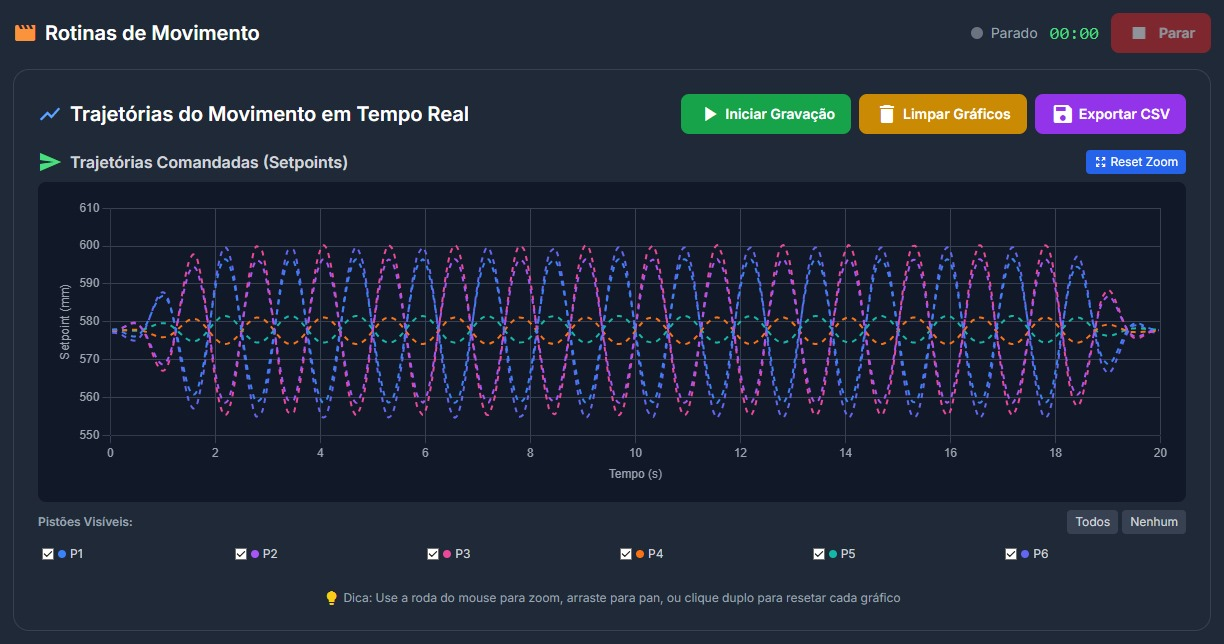 Rotinas de Movimento
Parado 00:00 Parar
Trajetórias do Movimento em Tempo Real
Iniciar Gravação Limpar Gráficos Exportar CSV
Trajetórias Comandadas (Setpoints)
Reset Zoom
Setpoint (mm)
610
600
590
580
570
560
550
0 2 4 6 8 10 12 14 16 18 20
Tempo (s)
Pistões Visíveis:
Todos Nenhum
P1 P2 P3 P4 P5 P6
Dica: Use a roda do mouse para zoom, arraste para pan, ou clique duplo para resetar cada gráfico